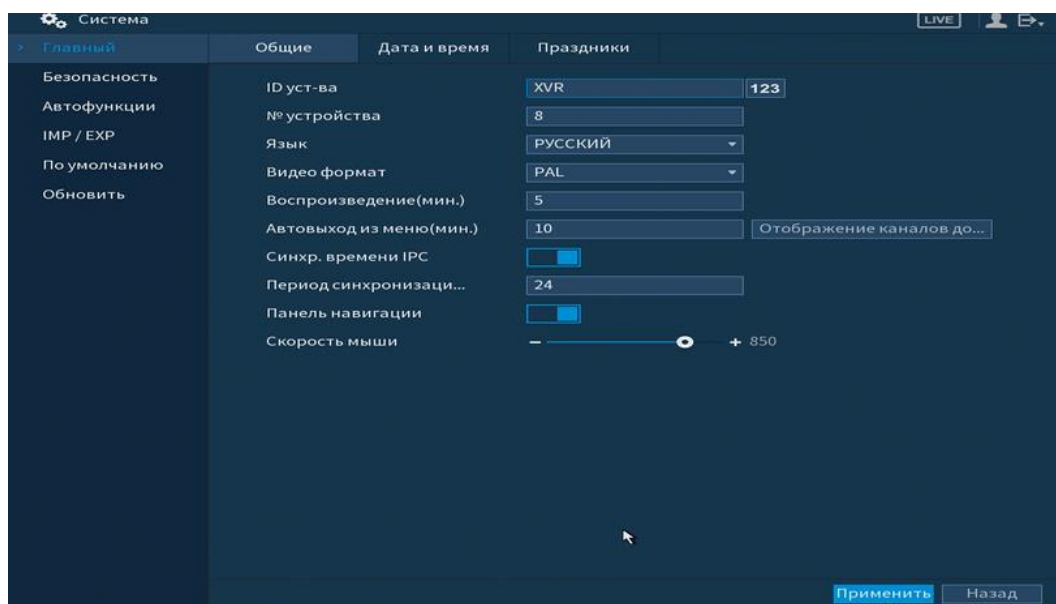 Система LIVE
Главный Общие Дата и время Праздники
Безопасность
Автофункции
IMP / EXP
По умолчанию
Обновить
ID уст-ва XVR 123
№ устройства 8
Язык РУССКИЙ
Видео формат PAL
Воспроизведение(мин.) 5
Автовыход из меню(мин.) 10 Отображение каналов до...
Синхр. времени IPC
Период синхронизаци... 24
Панель навигации
Скорость мыши 850
Применить Назад